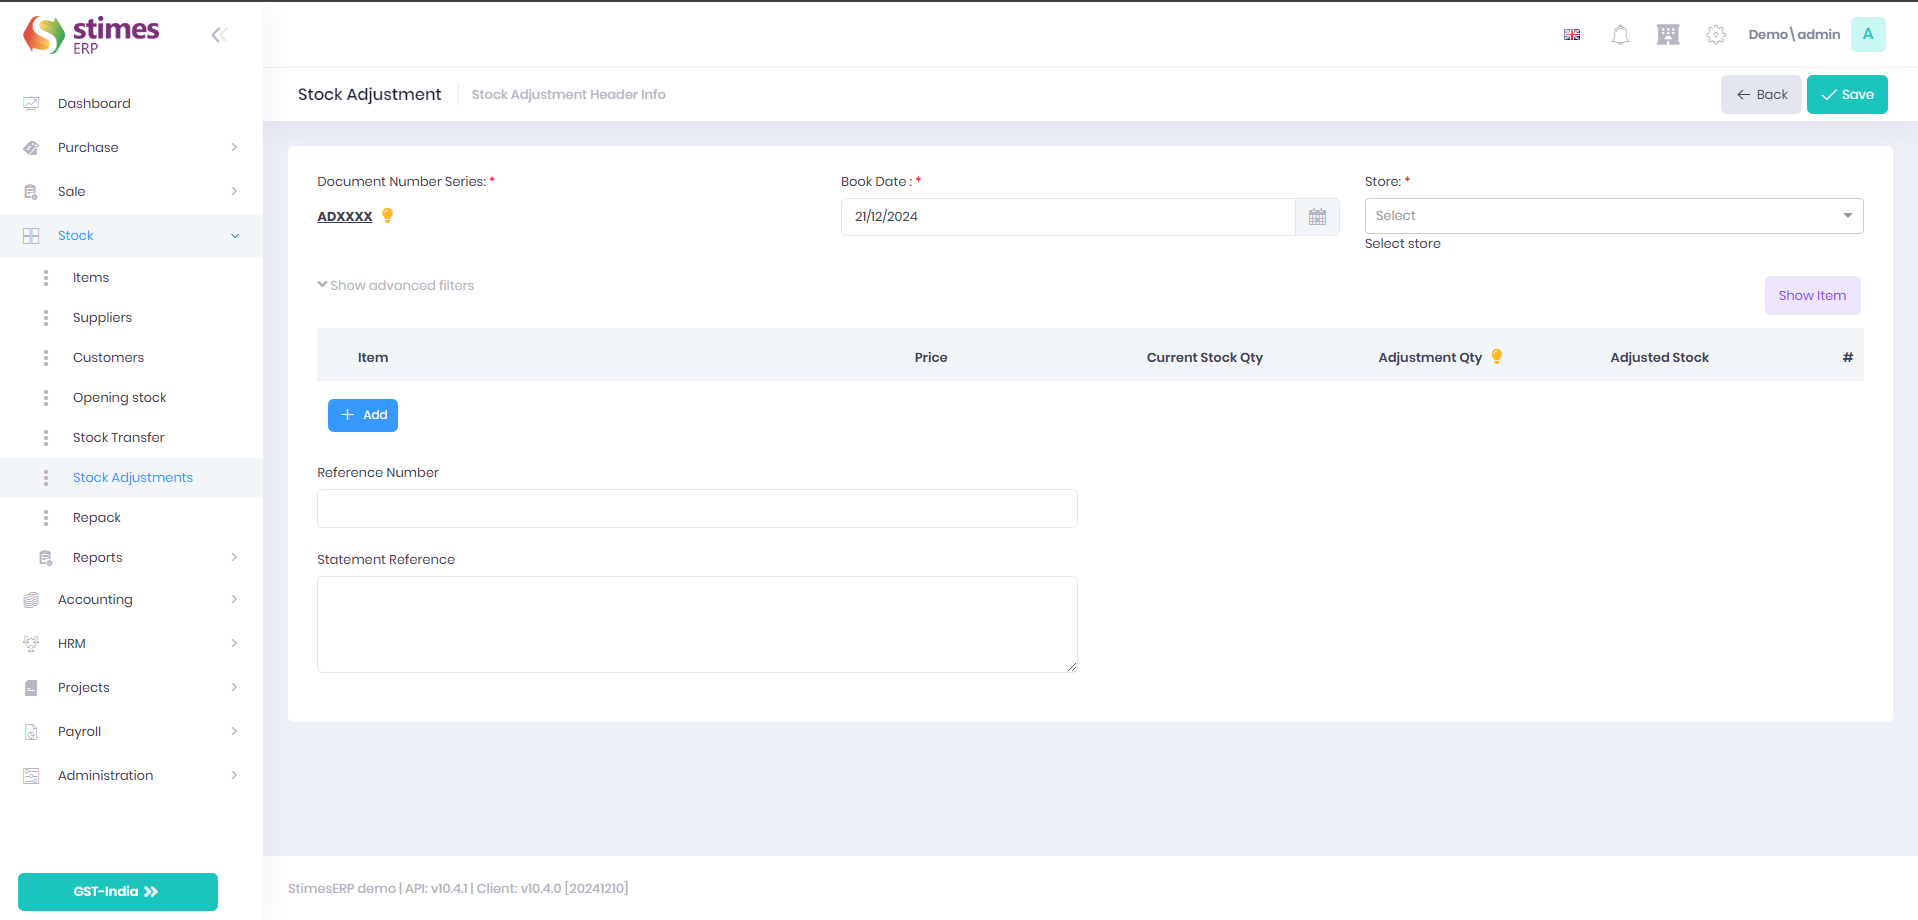 stimes
ERP
Demo\admin
A
Stock Adjustment
Stock Adjustment Header Info
Back
Save
Dashboard
Purchase
Sale
Stock
Items
Suppliers
Customers
Opening stock
Stock Transfer
Stock Adjustments
Repack
Reports
Accounting
HRM
Projects
Payroll
Administration
GST-India
Document Number Series: *
ADXXXX
Book Date : *
21/12/2024
Store: *
Select
Select store
Show advanced filters
Show Item
Item Price Current Stock Qty Adjustment Qty Adjusted Stock #
+ Add
Reference Number
Statement Reference
StimesERP demo | API: v10.4.1 | Client: v10.4.0 [20241210]